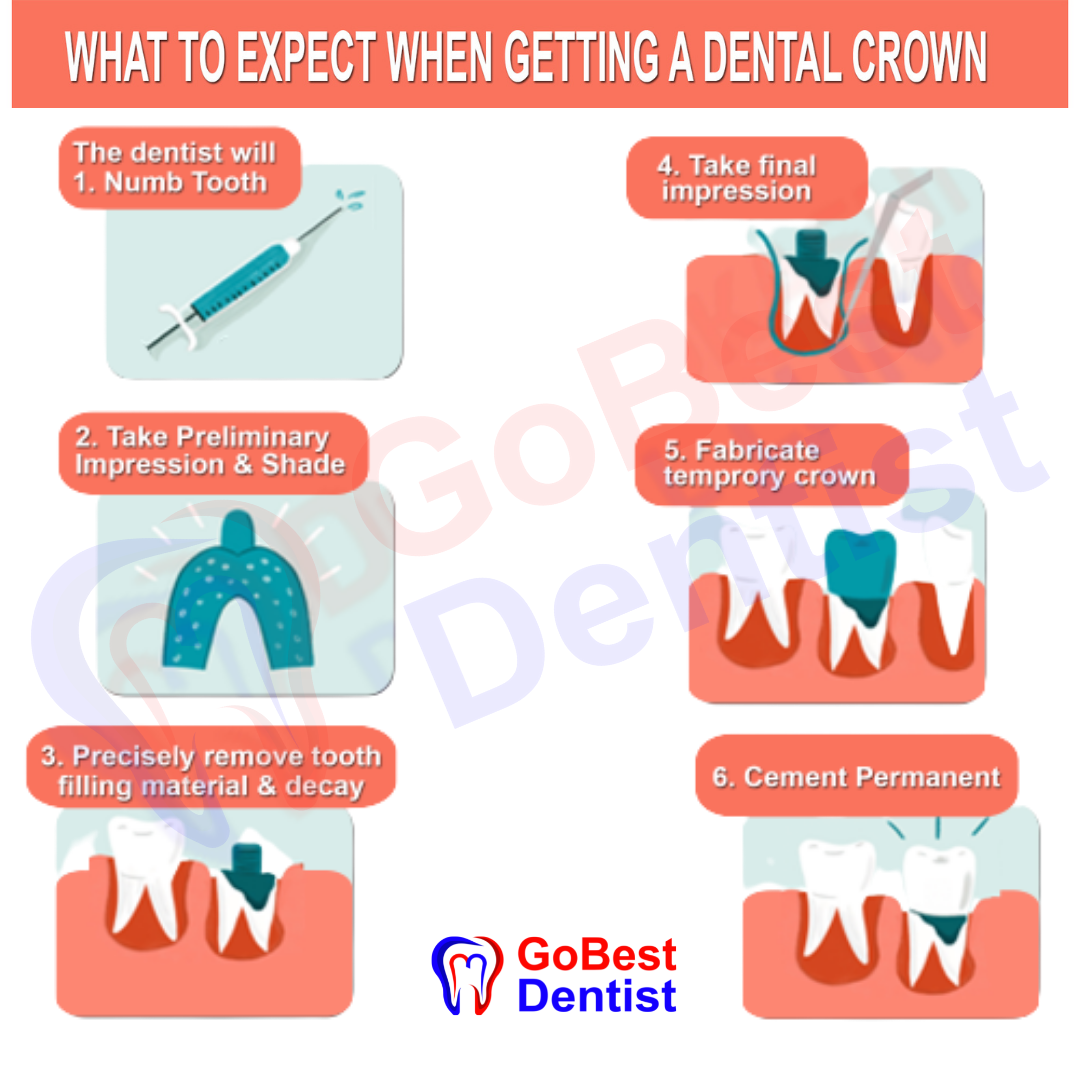 WHAT TO EXPECT WHEN GETTING A DENTAL CROWN
The dentist will
1. Numb Tooth
2. Take Preliminary
Impression & Shade
3. Precisely remove tooth
filling material & decay
4. Take final
impression
5. Fabricate
temprory crown
6. Cement Permanent
GoBest
Dentist
GoBest
Dentist